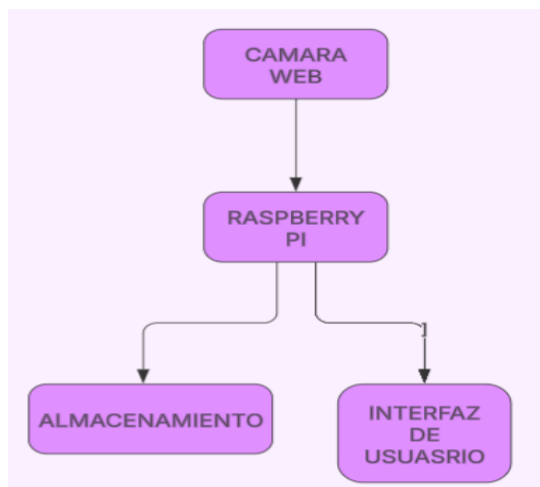 CAMARA
WEB
RASPBERRY
PI
ALMACENAMIENTO
INTERFAZ
DE
USUASRIO